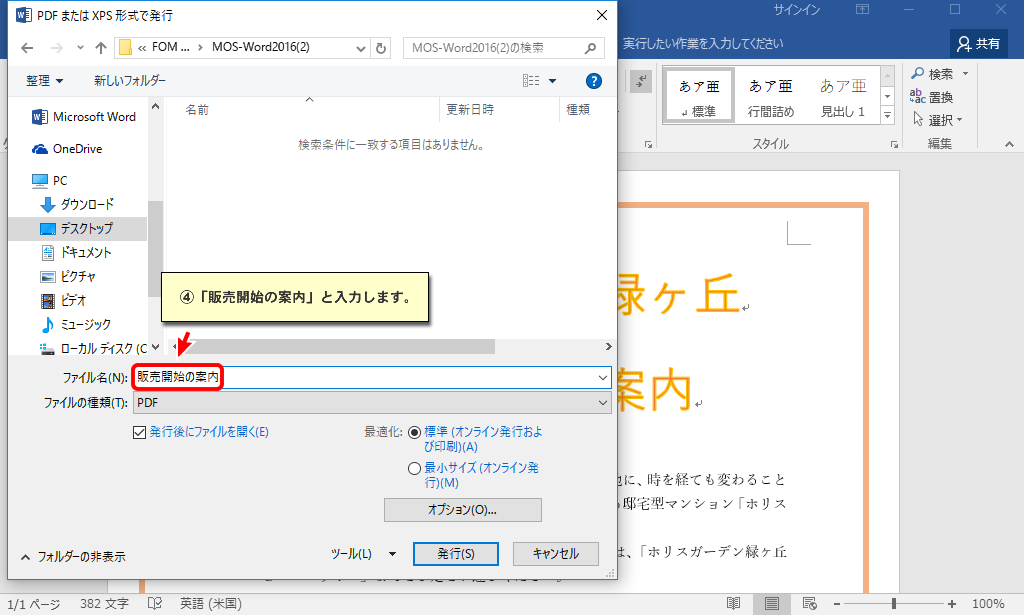 PDF または XPS 形式で発行
« FOM ... › MOS-Word2016(2)
MOS-Word2016(2)の検索
整理
新しいフォルダー
?
Microsoft Word
OneDrive
PC
ダウンロード
デスクトップ
ドキュメント
ピクチャ
ビデオ
ミュージック
ローカル ディスク (C
名前
更新日時
種類
検索条件に一致する項目はありません。
④「販売開始の案内」と入力します。
ファイル名(N):
販売開始の案内
ファイルの種類(T):
PDF
発行後にファイルを開く(E)
最適化:
標準 (オンライン発行およ
び印刷)(A)
最小サイズ (オンライン発
行)(M)
オプション(O)...
フォルダーの非表示
ツール(L)
発行(S)
キャンセル
サインイン
実行したい作業を入力してください
共有
あア亜
標準
あア亜
行間詰め
あア亜
見出し 1
スタイル
検索
置換
選択
編集
緑ヶ丘
案内
地に、時を経ても変わること
る邸宅型マンション「ホリス
は、「ホリスガーデン緑ヶ丘
1/1 ページ
382 文字
英語 (米国)
100%